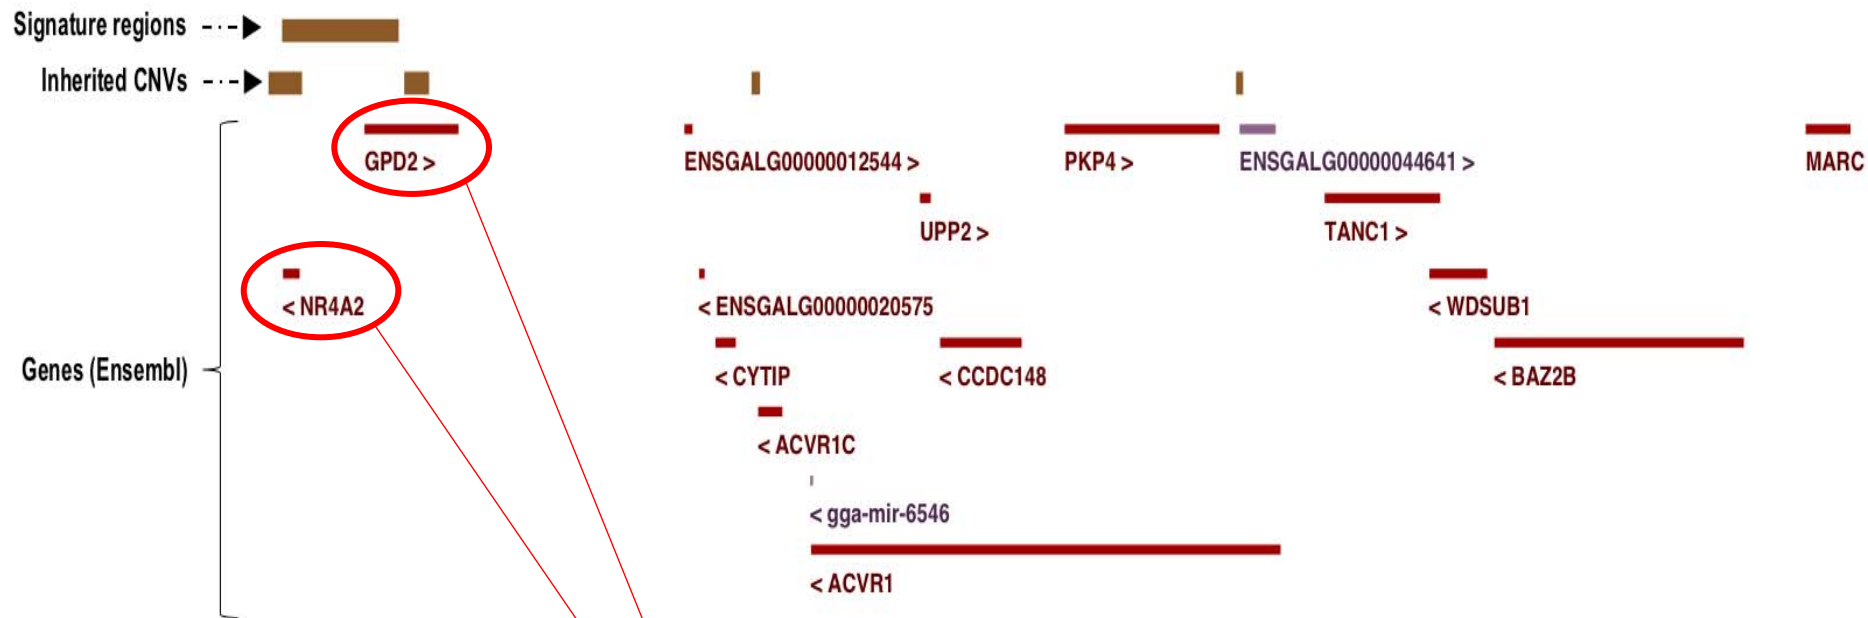 Signature regions
Inherited CNVs
GPD2 >
ENSGALG00000012544 >
PKP4 >
ENSGALG00000044641 >
MARC
UPP2 >
TANC1 >
< NR4A2
< ENSGALG00000020575
< WDSUB1
Genes (Ensembl)
< CYTIP
< CCDC148
< BAZ2B
< ACVR1C
< gga-mir-6546
< ACVR1